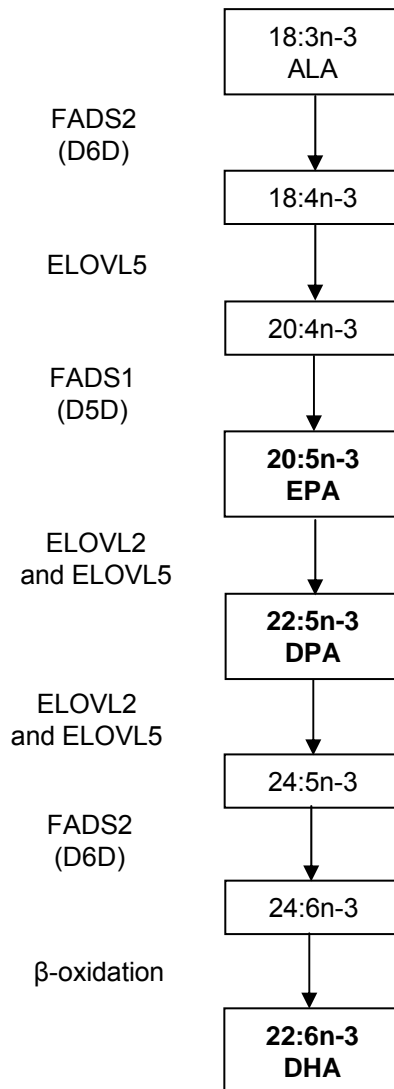 18:3n-3
ALA
FADS2
(D6D)
18:4n-3
ELOVL5
20:4n-3
FADS1
(D5D)
20:5n-3
EPA
ELOVL2
and ELOVL5
22:5n-3
DPA
ELOVL2
and ELOVL5
24:5n-3
FADS2
(D6D)
24:6n-3
β-oxidation
22:6n-3
DHA